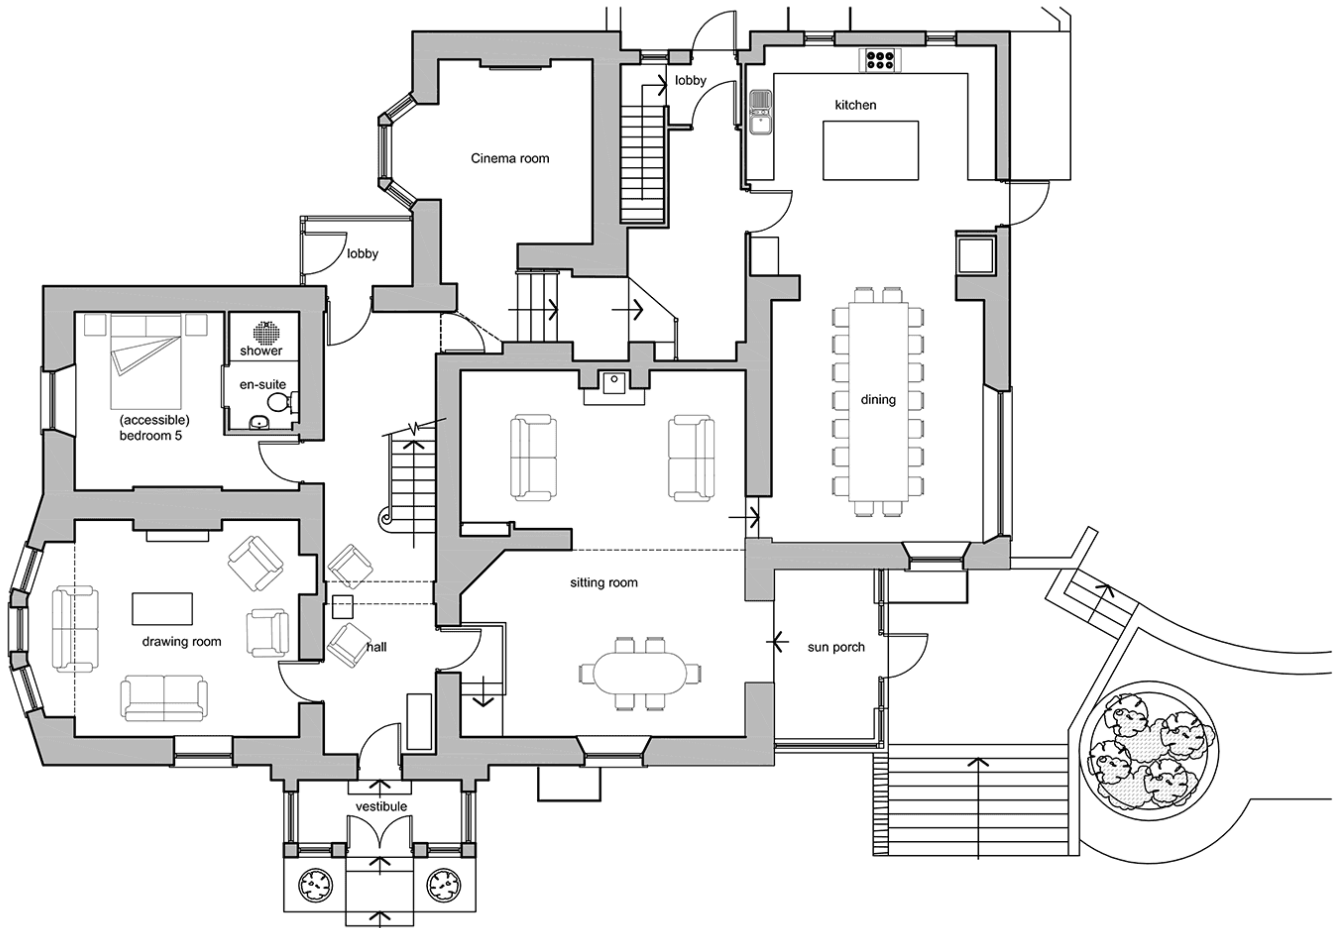 lobby
kitchen
Cinema room
lobby
shower
en-suite
(accessible)
bedroom 5
dining
sitting room
drawing room
hall
sun porch
vestibule